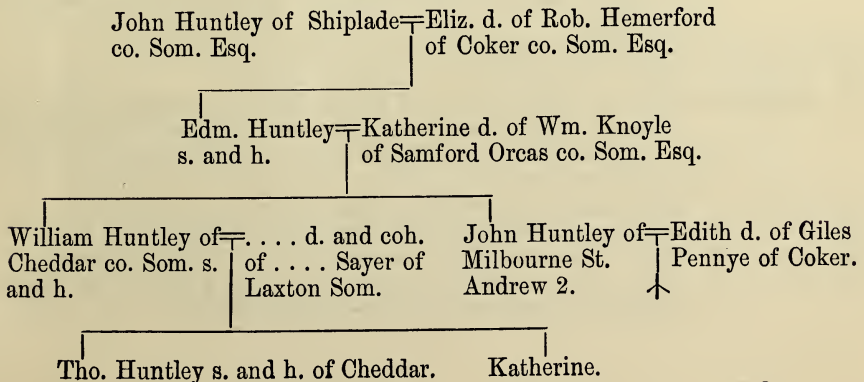 John Huntley of Shiplade=Eliz. d. of Rob. Hemerford
co. Som. Esq. of Coker co. Som. Esq.
Edm. Huntley=Katherine d. of Wm. Knoyle
s. and h. of Samford Orcas co. Som. Esq.
William Huntley of=. . . . d. and coh.
Cheddar co. Som. s. of . . . . Sayer of
and h. Laxton Som.
John Huntley of=Edith d. of Giles
Milbourne St. Pennye of Coker.
Andrew 2.
Tho. Huntley s. and h. of Cheddar. Katherine.